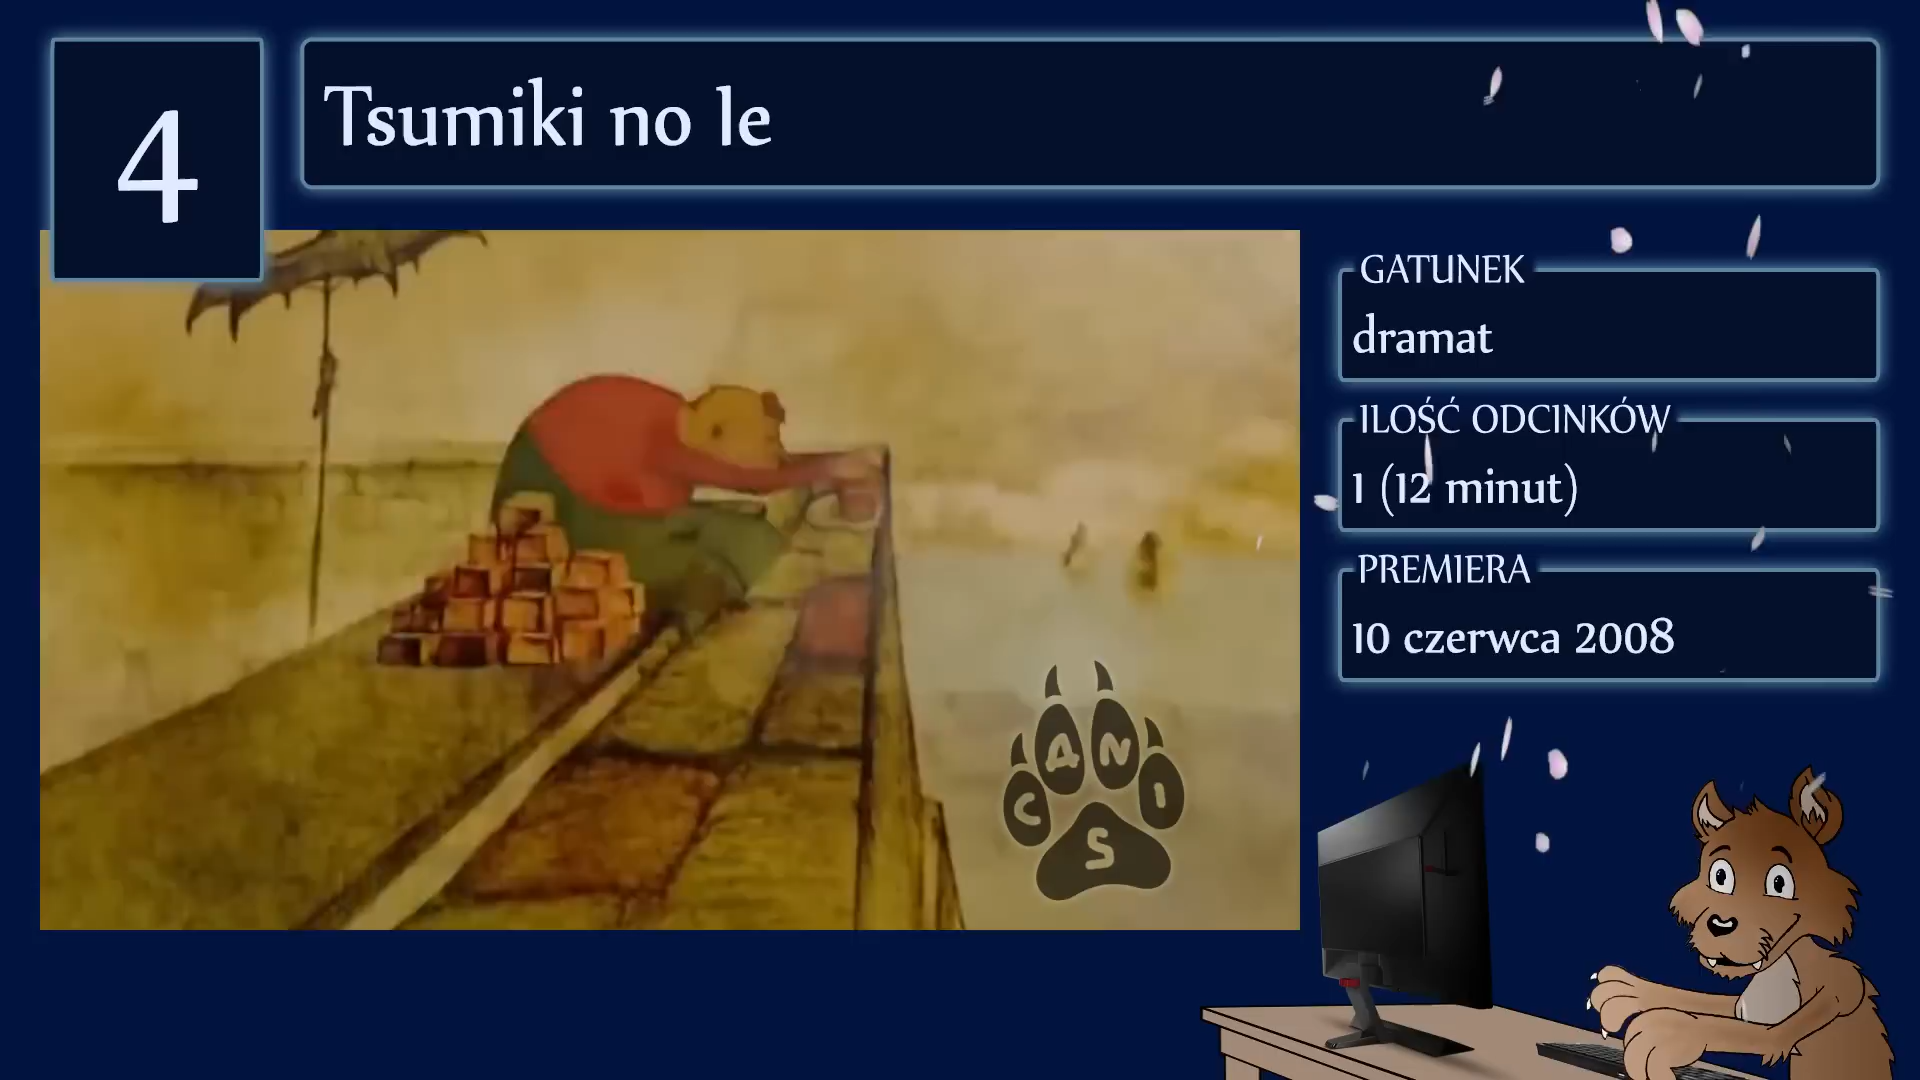 4
Tsumiki no Ie
GATUNEK
dramat
ILOŚĆ ODCINKÓW
1 (12 minut)
PREMIERA
10 czerwca 2008
CANIS